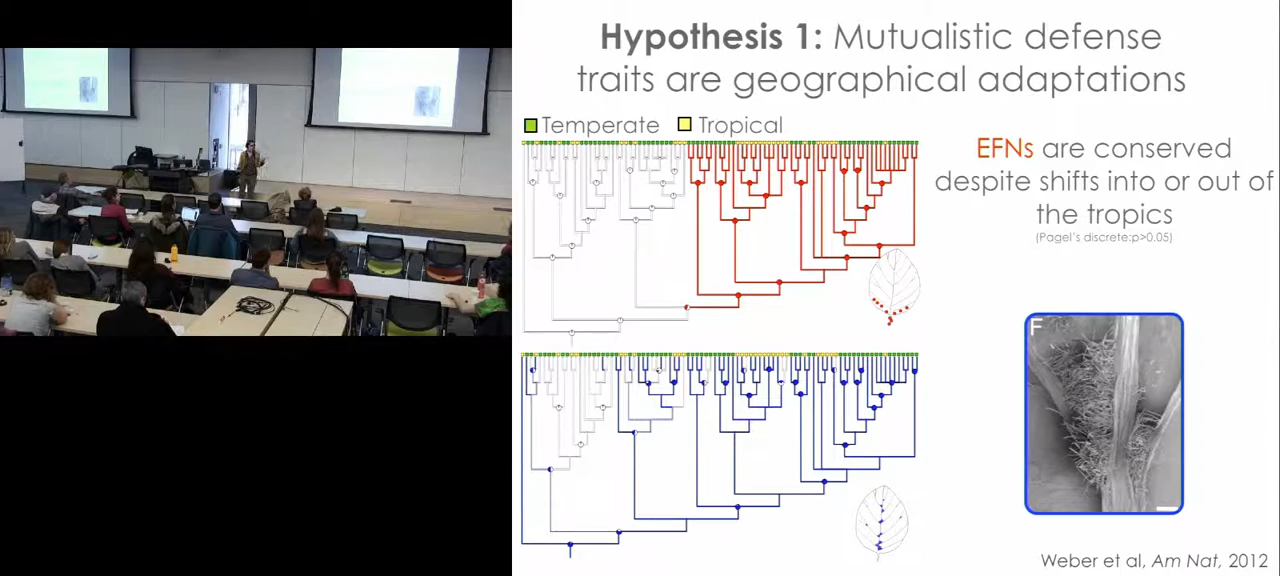 Hypothesis 1: Mutualistic defense
traits are geographical adaptations
Temperate Tropical
EFNs are conserved
despite shifts into or out of
the tropics
(Pagel's discrete:p>0.05)
F
Weber et al, Am Nat, 2012